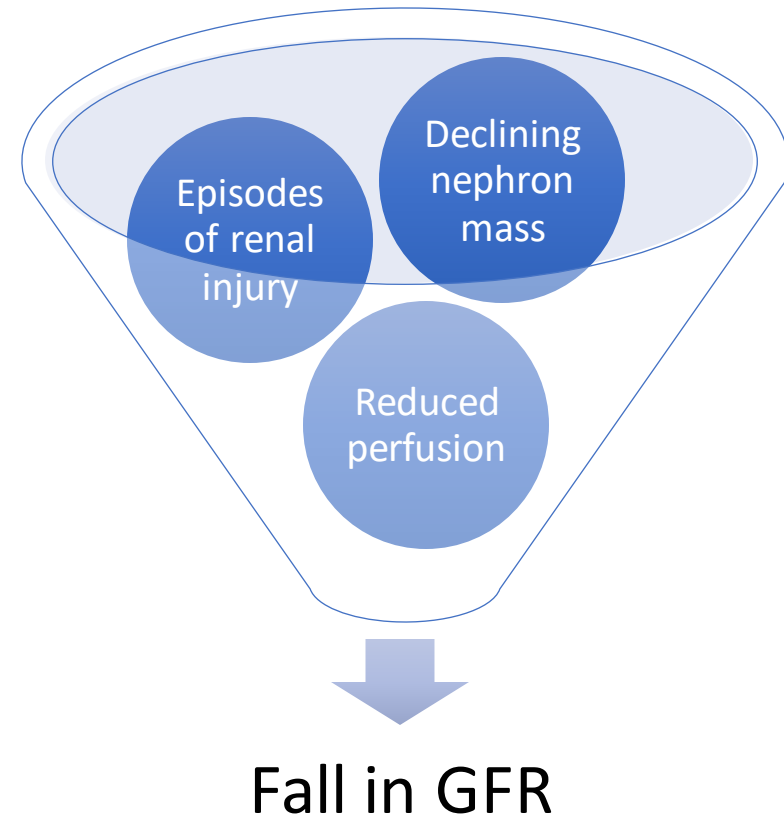 Declining
nephron
mass
Episodes
of renal
injury
Reduced
perfusion
Fall in GFR